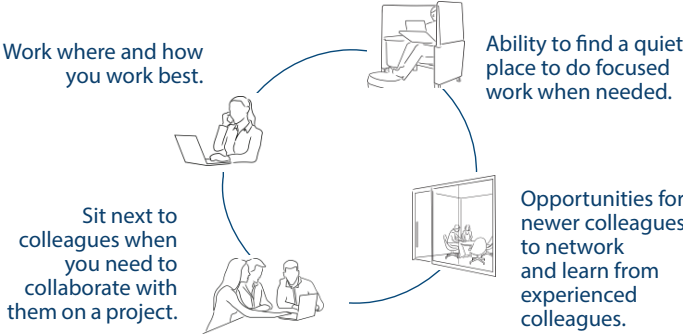 Work where and how
you work best.
Ability to find a quiet
place to do focused
work when needed.
Sit next to
colleagues when
you need to
collaborate with
them on a project.
Opportunities for
newer colleagues
to network
and learn from
experienced
colleagues.